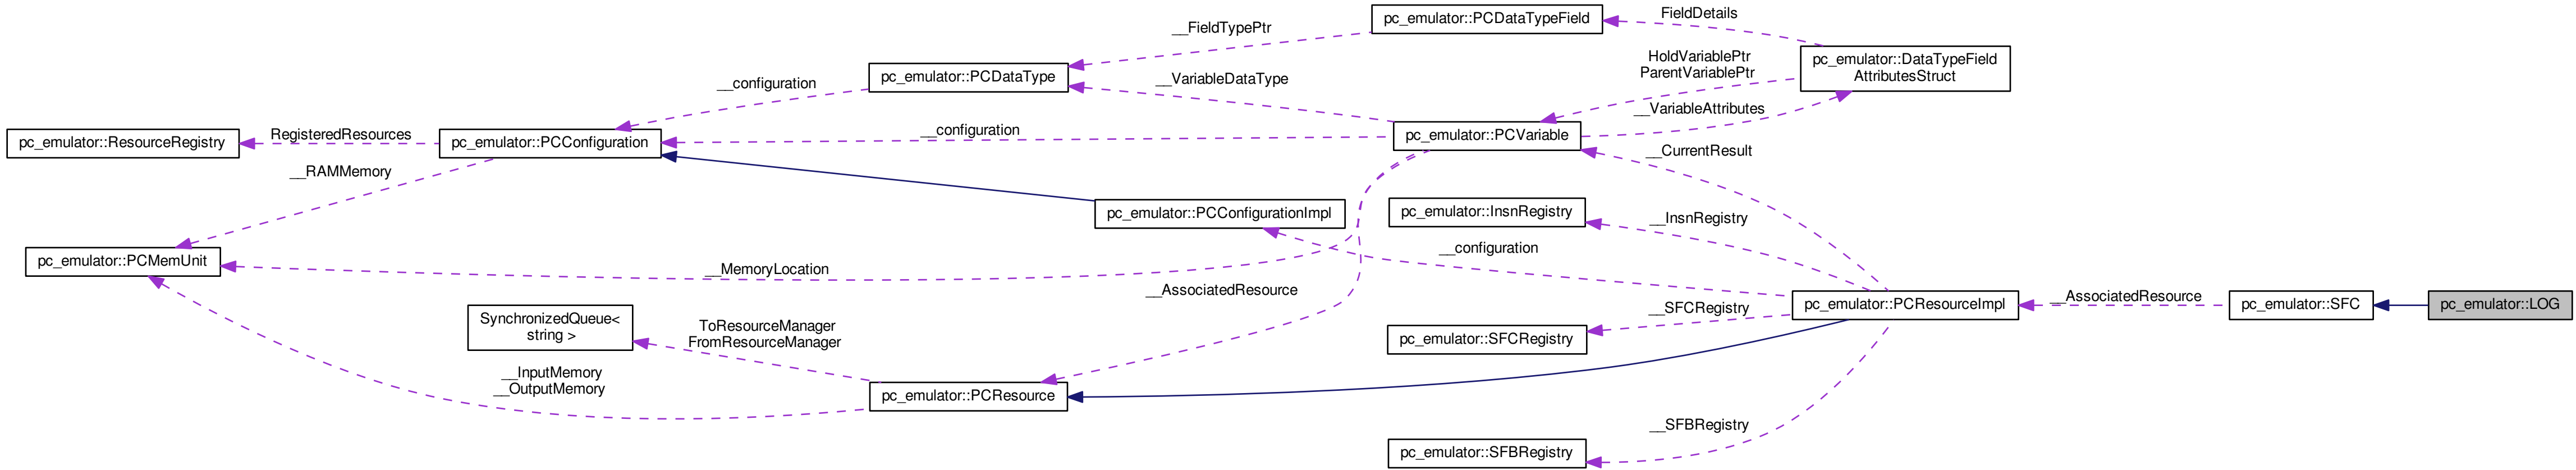 pc_emulator::PCDataTypeField
FieldDetails
__FieldTypePtr
pc_emulator::DataTypeField
AttributesStruct
HoldVariablePtr
ParentVariablePtr
pc_emulator::PCDataType
__VariableDataType
__configuration
__VariableAttributes
RegisteredResources
__configuration
pc_emulator::PCVariable
pc_emulator::ResourceRegistry
pc_emulator::PCConfiguration
__CurrentResult
__RAMMemory
pc_emulator::PCConfigurationImpl
pc_emulator::InsnRegistry
__InsnRegistry
__configuration
pc_emulator::PCMemUnit
__MemoryLocation
__AssociatedResource
__AssociatedResource
pc_emulator::PCResourceImpl
pc_emulator::SFC
pc_emulator::LOG
__SFCRegistry
SynchronizedQueue<
string >
ToResourceManager
FromResourceManager
pc_emulator::SFCRegistry
__InputMemory
__OutputMemory
pc_emulator::PCResource
__SFBRegistry
pc_emulator::SFBRegistry